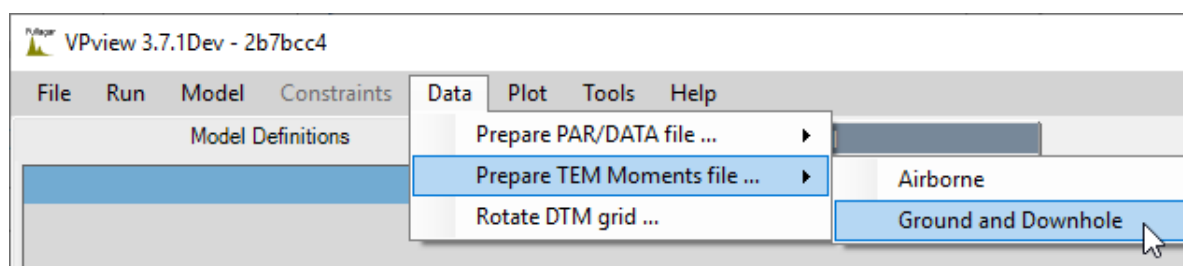 VPview 3.7.1Dev - 2b7bcc4
File Run Model Constraints Data Plot Tools Help
Model Definitions
Prepare PAR/DATA file ...
Prepare TEM Moments file ...
Rotate DTM grid ...
Airborne
Ground and Downhole